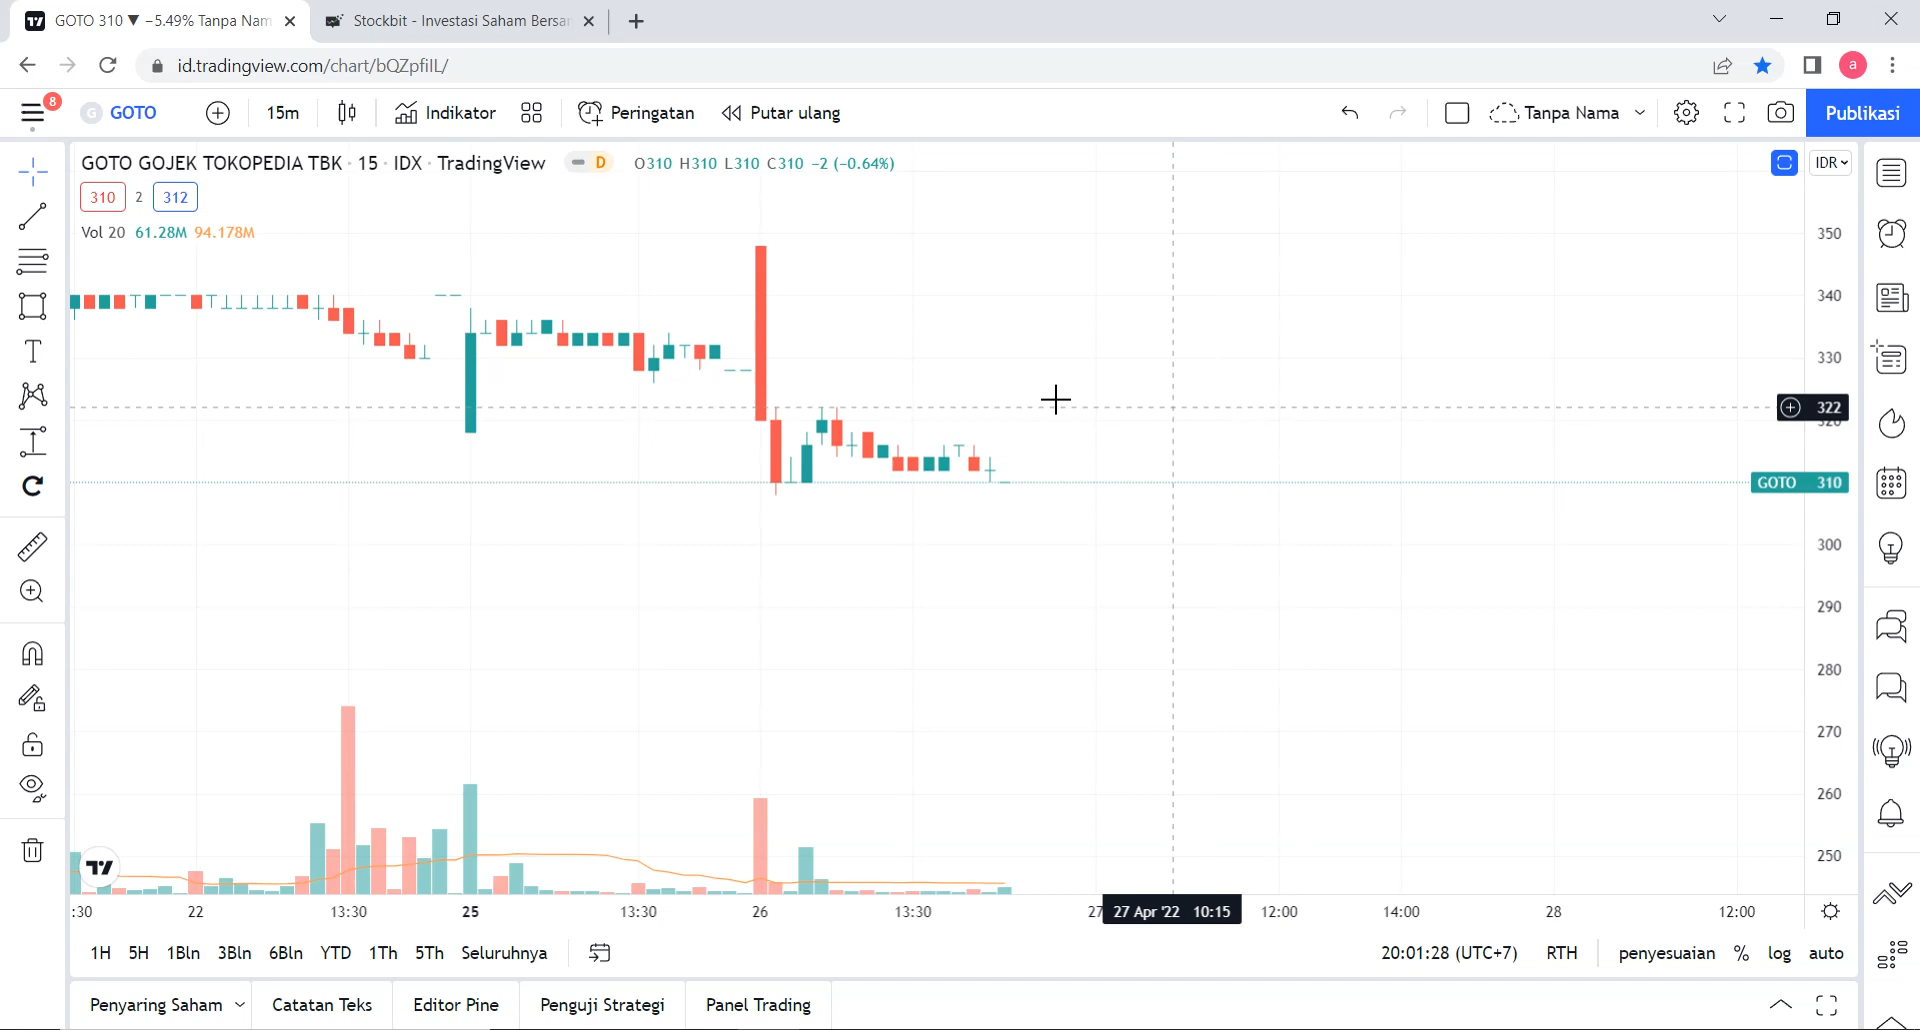 GOTO 310 ▼ −5.49% Tanpa Nam
Stockbit - Investasi Saham Bersan
id.tradingview.com/chart/bQZpfilL/
a
8
G GOTO
15m
Indikator
Peringatan
Putar ulang
Tanpa Nama
Publikasi
GOTO GOJEK TOKOPEDIA TBK · 15 · IDX · TradingView
D
O310 H310 L310 C310 −2 (−0.64%)
IDR
310 2 312
Vol 20 61.28M 94.178M
350
340
330
322
320
GOTO 310
300
290
280
270
260
250
:30 22 13:30 25 13:30 26 13:30 27 27 Apr '22 10:15 12:00 14:00 28 12:00
1H 5H 1Bln 3Bln 6Bln YTD 1Th 5Th Seluruhnya
20:01:28 (UTC+7) RTH penyesuaian % log auto
Penyaring Saham Catatan Teks Editor Pine Penguji Strategi Panel Trading